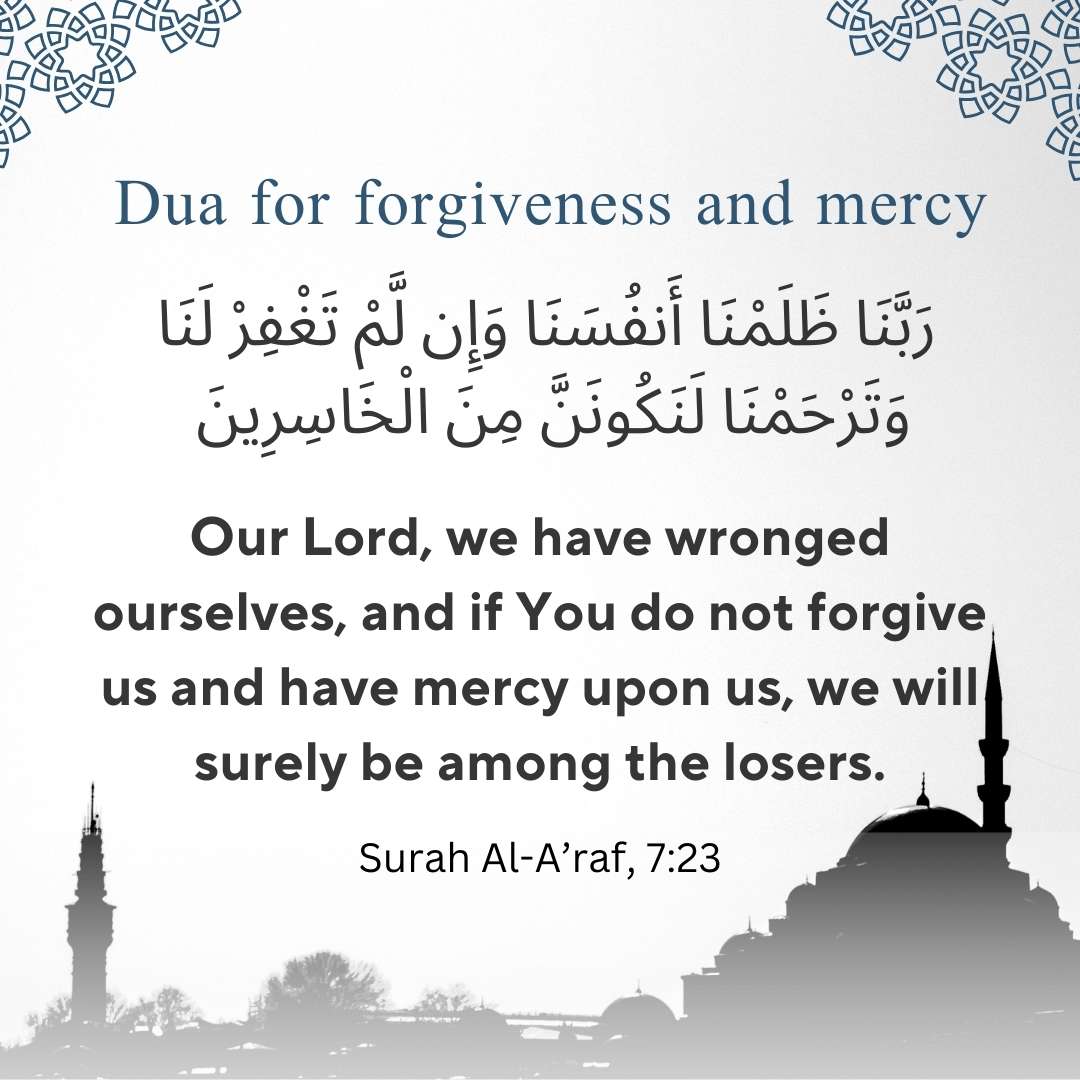 Dua for forgiveness and mercy
رَبَّنَا ظَلَمْنَا أَنفُسَنَا وَإِن لَّمْ تَغْفِرْ لَنَا
وَتَرْحَمْنَا لَنَكُونَنَّ مِنَ الْخَاسِرِينَ
Our Lord, we have wronged
ourselves, and if You do not forgive
us and have mercy upon us, we will
surely be among the losers.
Surah Al-A’raf, 7:23